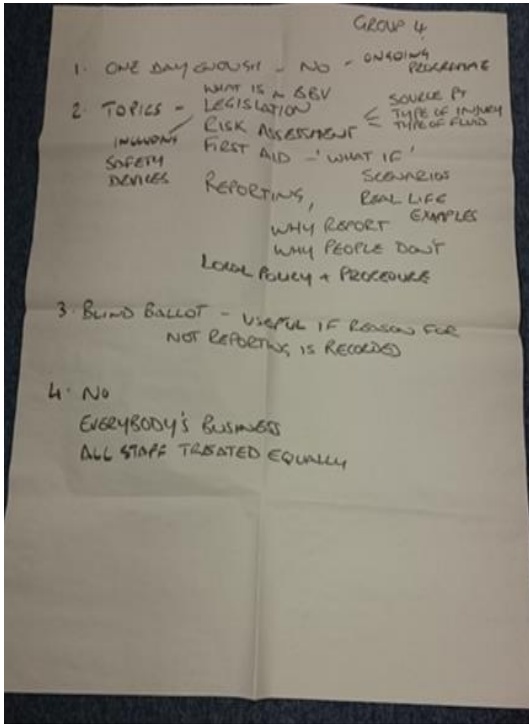 GROUP 4
1. ONE DAY ENOUGH - NO - ONGOING PROGRAMME
WHAT IS A BBV
2. TOPICS - LEGISLATION
INCLUDING SAFETY DEVICES
RISK ASSESSMENT < SOURCE PT
TYPE OF INJURY
TYPE OF FLUID
FIRST AID - 'WHAT IF' SCENARIOS
REPORTING, REAL LIFE EXAMPLES
WHY REPORT
WHY PEOPLE DON'T
LOCAL POLICY + PROCEDURE
3. BLIND BALLOT - USEFUL IF REASON FOR
NOT REPORTING IS RECORDED
4. NO
EVERYBODY'S BUSINESS
ALL STAFF TREATED EQUALLY